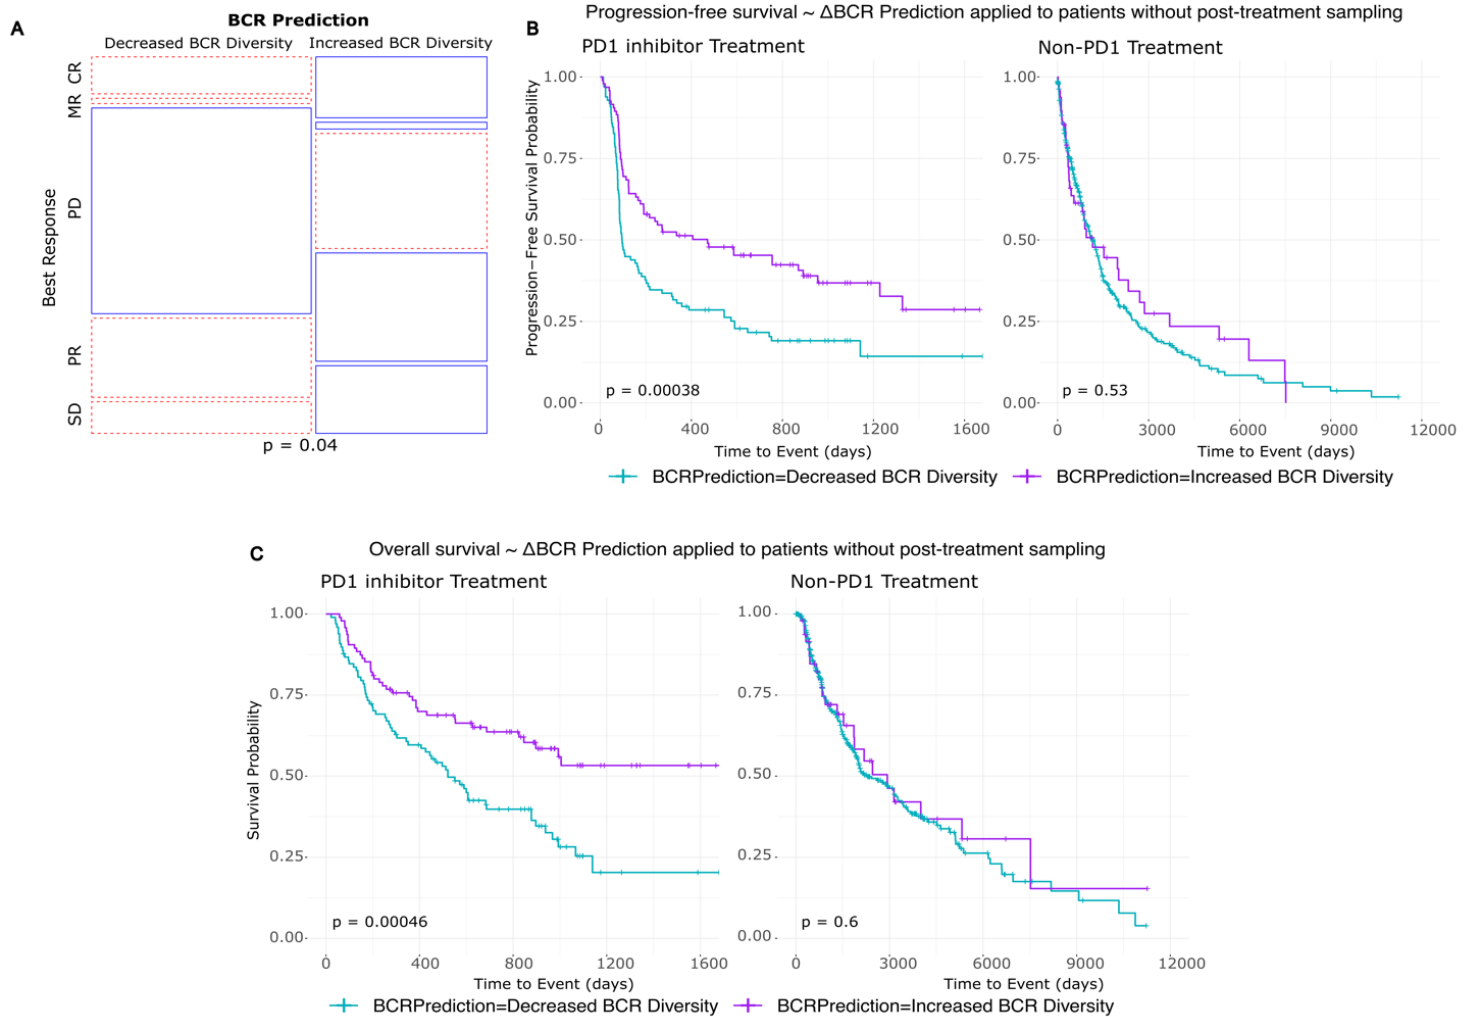 A
BCR Prediction
Decreased BCR Diversity
Increased BCR Diversity
Best Response
CR
MR
PD
PR
SD
p = 0.04
B
Progression-free survival ~ ΔBCR Prediction applied to patients without post-treatment sampling
PD1 inhibitor Treatment
Progression−Free Survival Probability
1.00
0.75
0.50
0.25
0.00
p = 0.00038
0 400 800 1200 1600
Time to Event (days)
Non-PD1 Treatment
1.00
0.75
0.50
0.25
0.00
p = 0.53
0 3000 6000 9000 12000
Time to Event (days)
BCRPrediction=Decreased BCR Diversity
BCRPrediction=Increased BCR Diversity
C
Overall survival ~ ΔBCR Prediction applied to patients without post-treatment sampling
PD1 inhibitor Treatment
Survival Probability
1.00
0.75
0.50
0.25
0.00
p = 0.00046
0 400 800 1200 1600
Time to Event (days)
Non-PD1 Treatment
1.00
0.75
0.50
0.25
0.00
p = 0.6
0 3000 6000 9000 12000
Time to Event (days)
BCRPrediction=Decreased BCR Diversity
BCRPrediction=Increased BCR Diversity